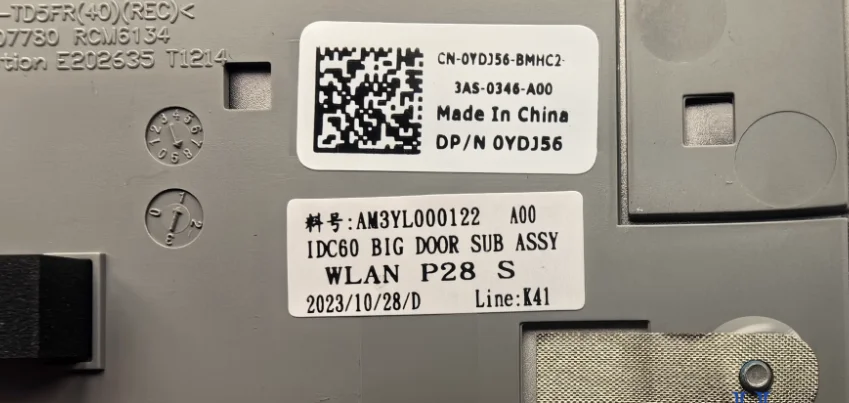 -TD5FR(40)(REC)<
07780 RCM6134
tion E202635 T1214
CN-0YDJ56-BMHC2-
3AS-0346-A00
Made In China
DP/N 0YDJ56
料号:AM3YL000122 A00
IDC60 BIG DOOR SUB ASSY
WLAN P28 S
2023/10/28/D Line:K41